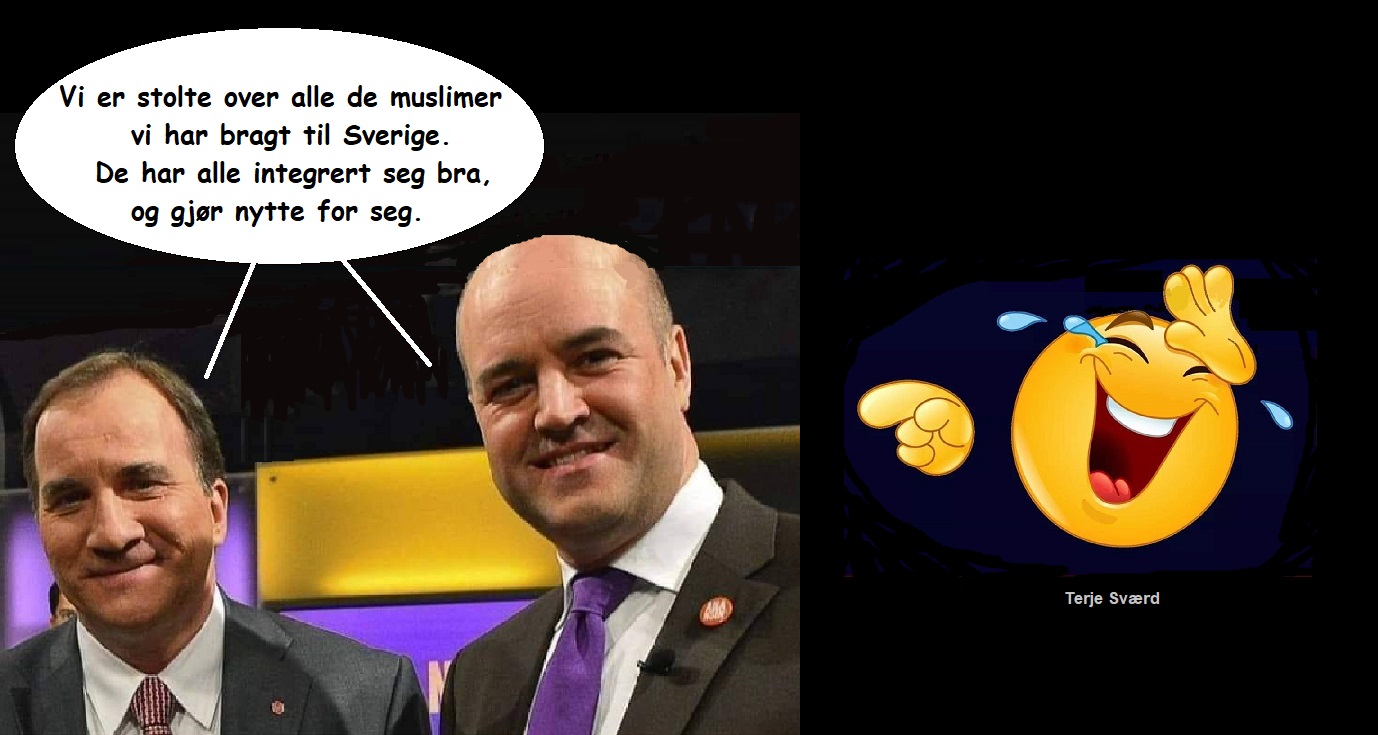 Vi er stolte over alle de muslimer
vi har bragt til Sverige.
De har alle integrert seg bra,
og gjør nytte for seg.
Terje Sværd